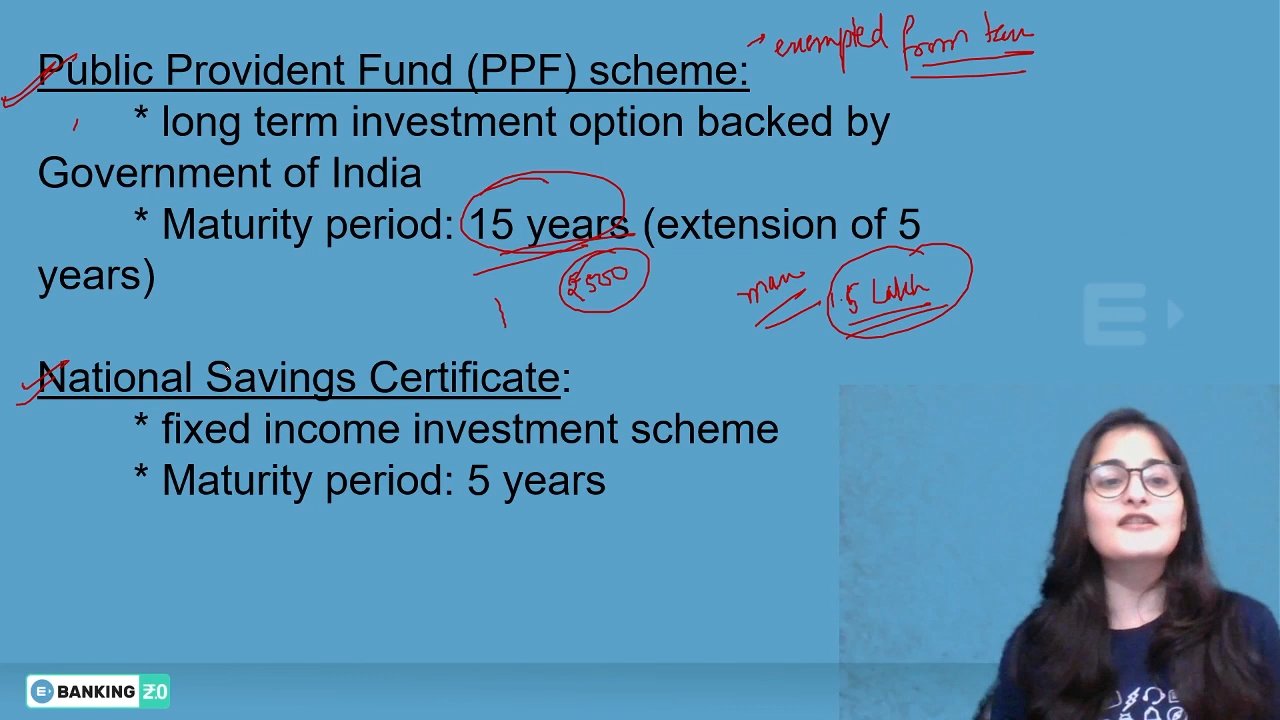 exempted from tax
Public Provident Fund (PPF) scheme:
* long term investment option backed by
Government of India
* Maturity period: 15 years (extension of 5
years)
₹500
max 1.5 Lakh
National Savings Certificate:
* fixed income investment scheme
* Maturity period: 5 years
E BANKING 2.0